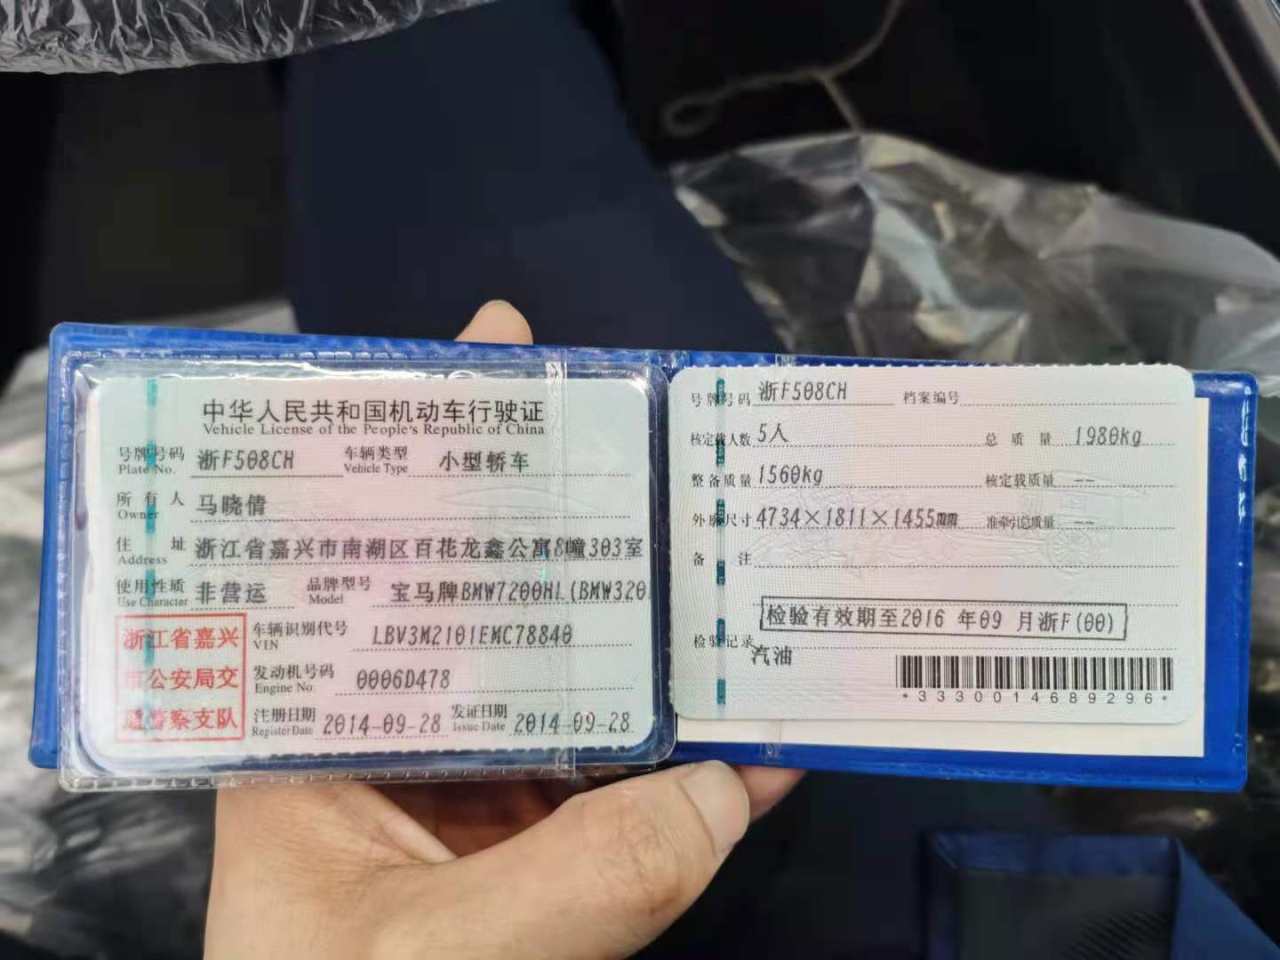 中华人民共和国机动车行驶证
Vehicle License of the People's Republic of China
号牌号码 浙F508CH 车辆类型 小型轿车
Plate No. Vehicle Type
所有人 马晓倩
Owner
住址 浙江省嘉兴市南湖区百花龙鑫公寓8幢303室
Address
使用性质 非营运 品牌型号 宝马牌BMW7200HL(BMW320
Use Character Model
浙江省嘉兴
市公安局交
通警察支队
车辆识别代号 LBV3M2101EMC78840
VIN
发动机号码 0006D478
Engine No.
注册日期 2014-09-28 发证日期 2014-09-28
Register Date Issue Date
号牌号码 浙F508CH 档案编号
核定载人数 5人 总质量 1980kg
整备质量 1560kg 核定载质量 --
外廓尺寸 4734×1811×1455mm 准牵引总质量 --
备注
检验有效期至2016 年09 月浙F(00)
检验记录
汽油
*3330014689296*